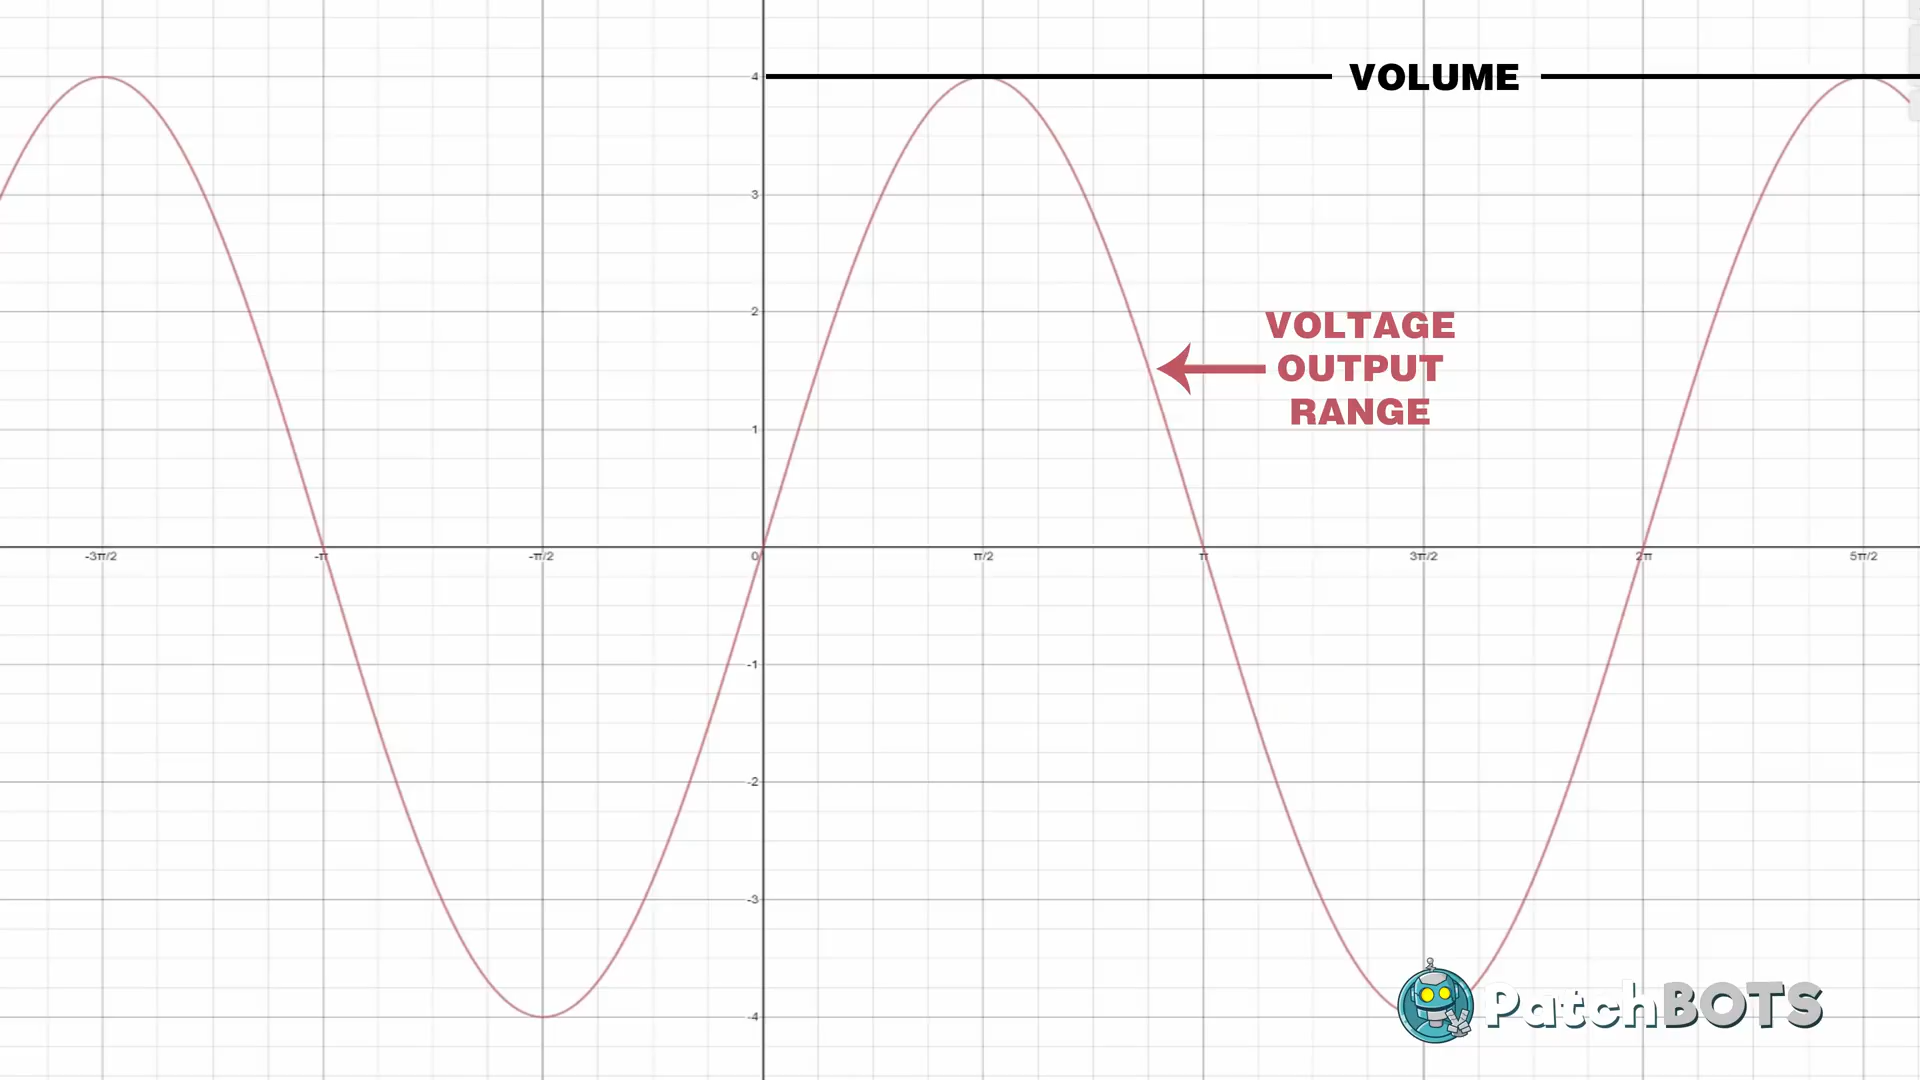 4
VOLUME
3
2
VOLTAGE
OUTPUT
RANGE
1
-3π/2 -π -π/2 0 π/2 π 3π/2 2π 5π/2
-1
-2
-3
-4
PatchBOTS